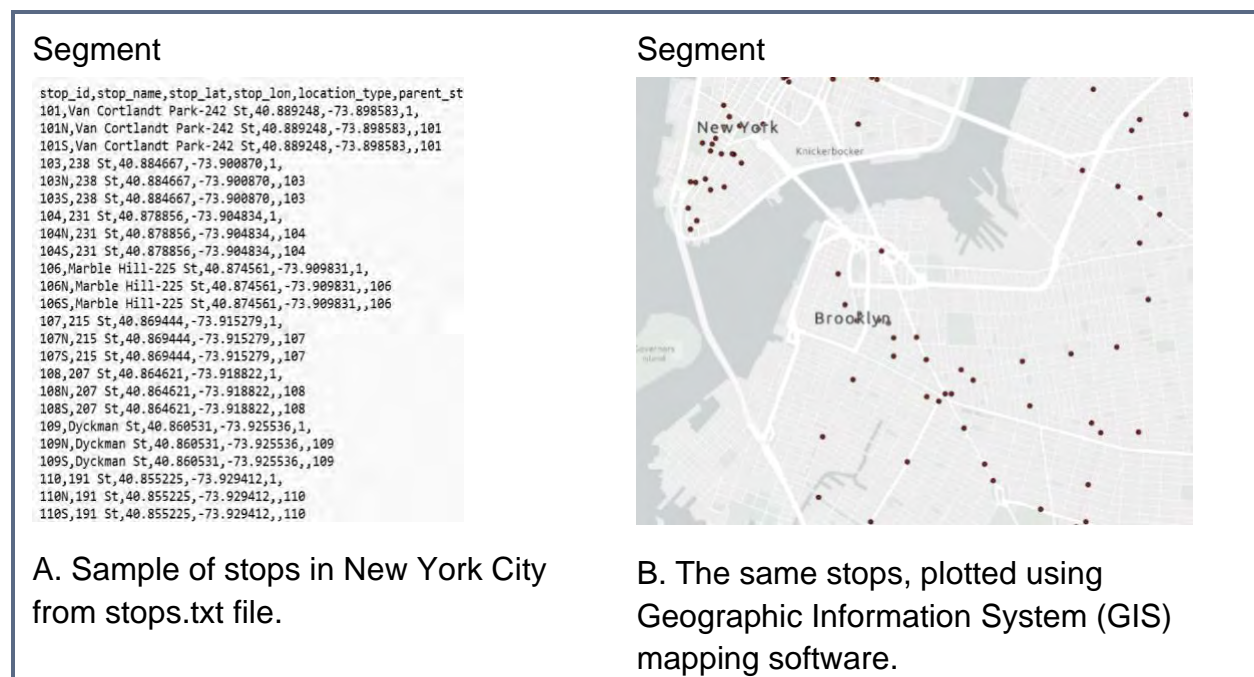 Segment
stop_id,stop_name,stop_lat,stop_lon,location_type,parent_st
101,Van Cortlandt Park-242 St,40.889248,-73.898583,1,
101N,Van Cortlandt Park-242 St,40.889248,-73.898583,,101
101S,Van Cortlandt Park-242 St,40.889248,-73.898583,,101
103,238 St,40.884667,-73.900870,1,
103N,238 St,40.884667,-73.900870,,103
103S,238 St,40.884667,-73.900870,,103
104,231 St,40.878856,-73.904834,1,
104N,231 St,40.878856,-73.904834,,104
104S,231 St,40.878856,-73.904834,,104
106,Marble Hill-225 St,40.874561,-73.909831,1,
106N,Marble Hill-225 St,40.874561,-73.909831,,106
106S,Marble Hill-225 St,40.874561,-73.909831,,106
107,215 St,40.869444,-73.915279,1,
107N,215 St,40.869444,-73.915279,,107
107S,215 St,40.869444,-73.915279,,107
108,207 St,40.864621,-73.918822,1,
108N,207 St,40.864621,-73.918822,,108
108S,207 St,40.864621,-73.918822,,108
109,Dyckman St,40.860531,-73.925536,1,
109N,Dyckman St,40.860531,-73.925536,,109
109S,Dyckman St,40.860531,-73.925536,,109
110,191 St,40.855225,-73.929412,1,
110N,191 St,40.855225,-73.929412,,110
110S,191 St,40.855225,-73.929412,,110
A. Sample of stops in New York City
from stops.txt file.
Segment
New York
Knickerbocker
Brooklyn
Governors
Island
B. The same stops, plotted using
Geographic Information System (GIS)
mapping software.